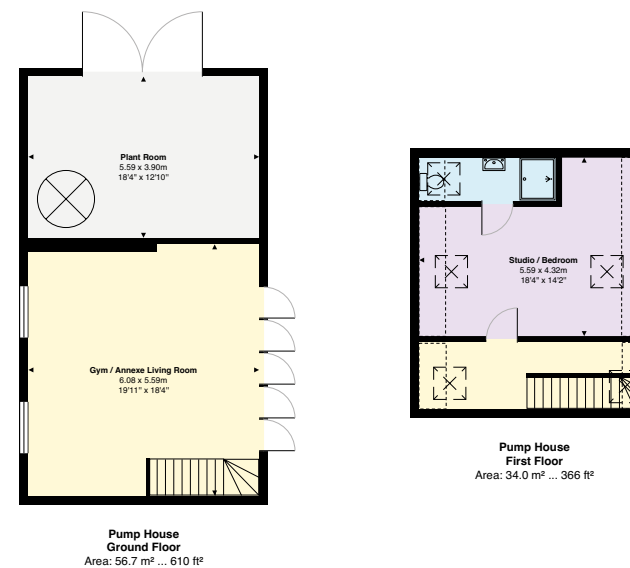 Plant Room
5.59 x 3.90m
18'4" x 12'10"
Gym / Annexe Living Room
6.08 x 5.59m
19'11" x 18'4"
Pump House
Ground Floor
Area: 56.7 m² ... 610 ft²
Studio / Bedroom
5.59 x 4.32m
18'4" x 14'2"
Pump House
First Floor
Area: 34.0 m² ... 366 ft²